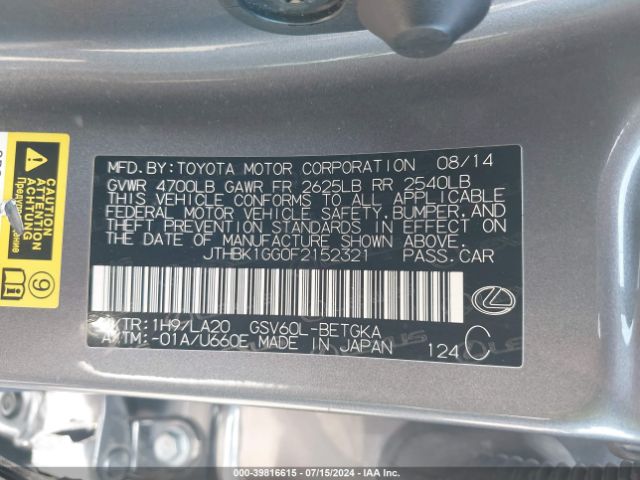 MFD.BY:TOYOTA MOTOR CORPORATION 08/14
GVWR 4700LB GAWR FR 2625LB RR 2540LB
THIS VEHICLE CONFORMS TO ALL APPLICABLE
FEDERAL MOTOR VEHICLE SAFETY,BUMPER,AND
THEFT PREVENTION STANDARDS IN EFFECT ON
THE DATE OF MANUFACTURE SHOWN ABOVE.
JTHBK1GG0F2152321 PASS.CAR
C/TR:1H9/LA20 GSV60L-BETGKA
A/TM:-01A/U660E MADE IN JAPAN 124 C
CAUTION
ATTENTION
ACHTUNG
9
000-39816615 - 07/15/2024 - IAA Inc.